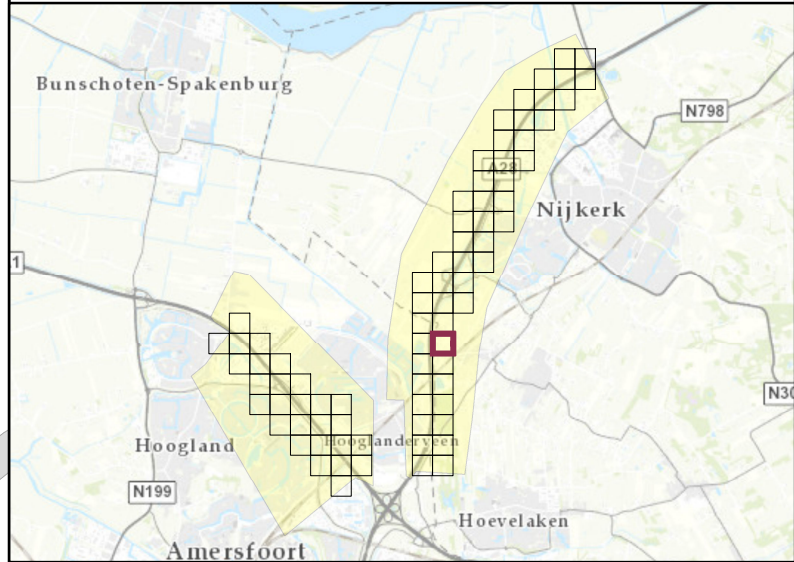 Bunschoten-Spakenburg
N798
A28
Nijkerk
1
N30
Hoogland
Hooglanderveen
N199
Hoevelaken
Amersfoort